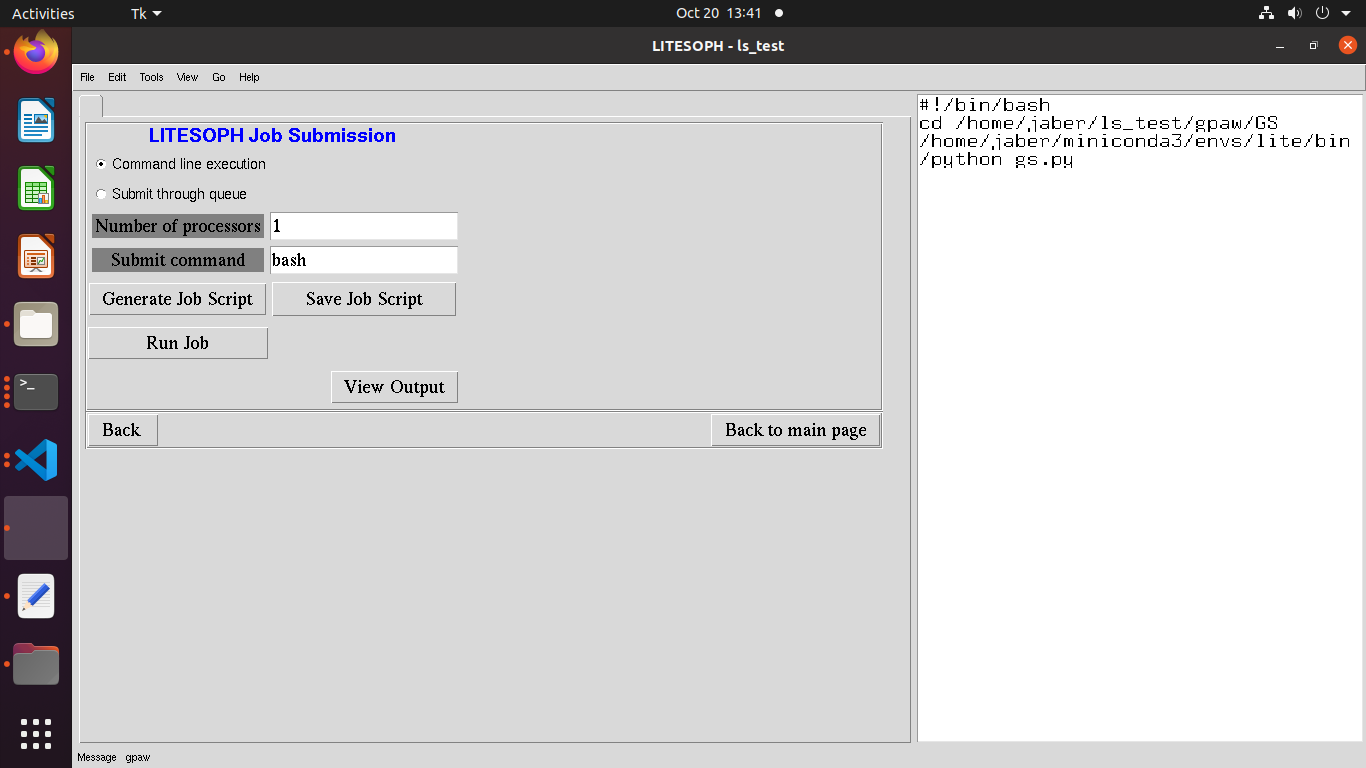 Activities
Tk
Oct 20 13:41
LITESOPH - ls_test
File Edit Tools View Go Help
LITESOPH Job Submission
Command line execution
Submit through queue
Number of processors 1
Submit command bash
Generate Job Script Save Job Script
Run Job
View Output
Back Back to main page
#!/bin/bash
cd /home/jaber/ls_test/gpaw/GS
/home/jaber/miniconda3/envs/lite/bin
/python gs.py
>_
Message gpaw